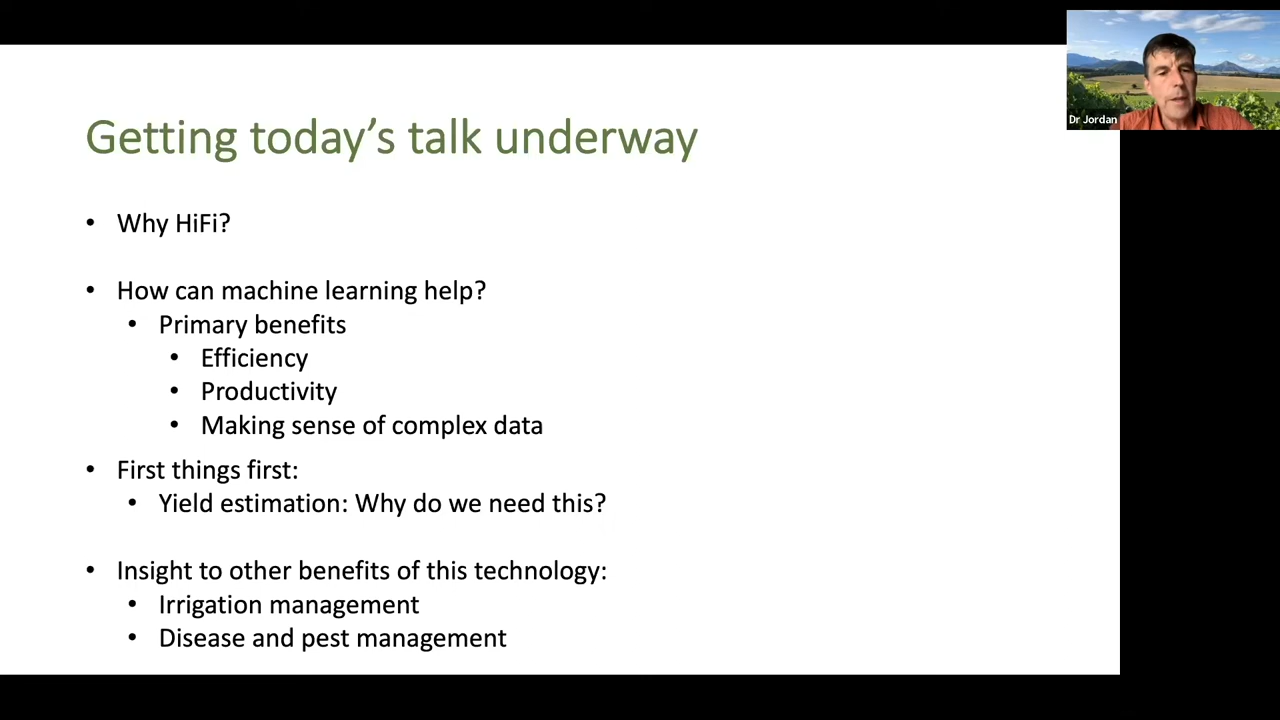 Getting today’s talk underway
• Why HiFi?
• How can machine learning help?
• Primary benefits
• Efficiency
• Productivity
• Making sense of complex data
• First things first:
• Yield estimation: Why do we need this?
• Insight to other benefits of this technology:
• Irrigation management
• Disease and pest management
Dr Jordan